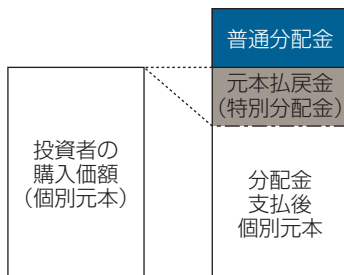 普通分配金
元本払戻金
（特別分配金）
投資者の
購入価額
（個別元本）
分配金
支払後
個別元本